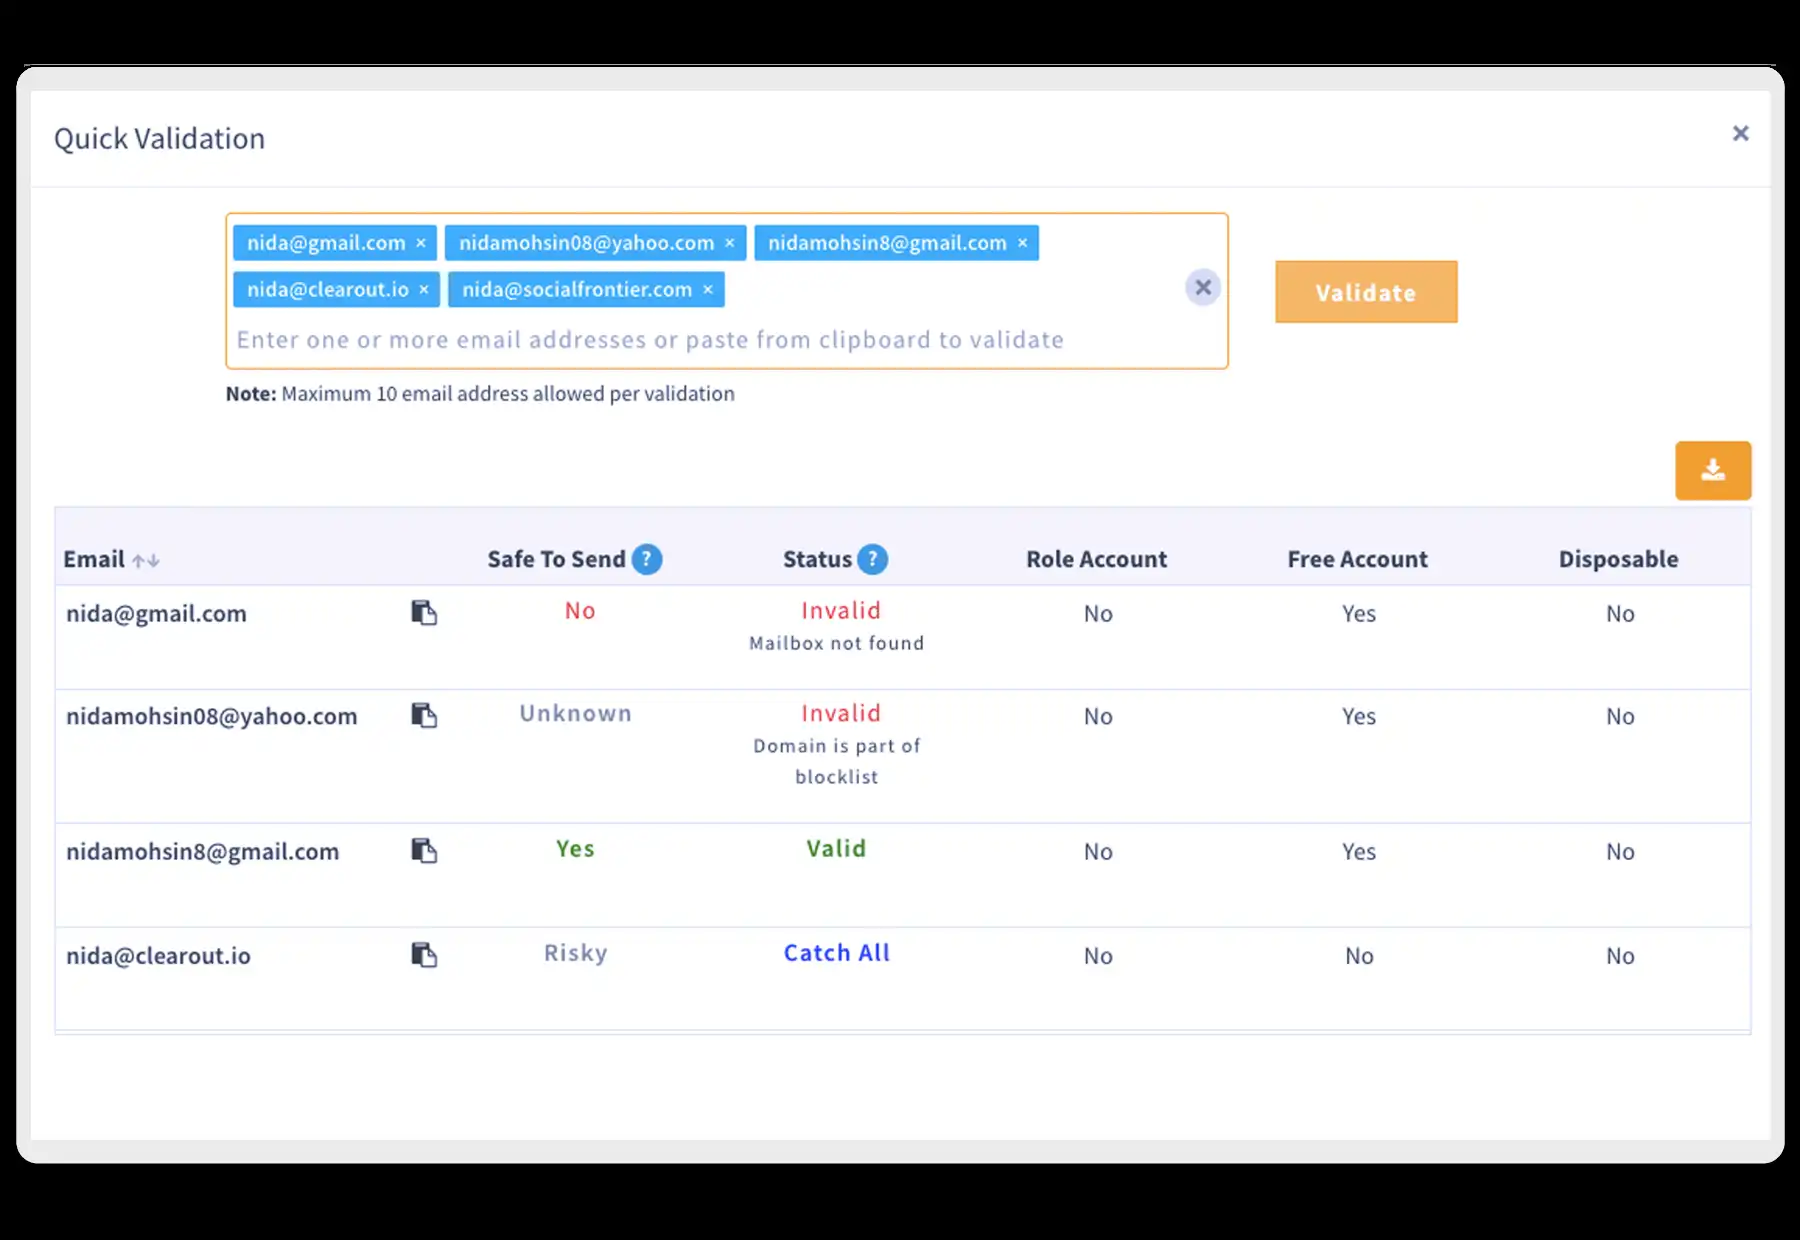 Quick Validation ×
nida@gmail.com × nidamohsin08@yahoo.com × nidamohsin8@gmail.com ×
nida@clearout.io × nida@socialfrontier.com ×
Enter one or more email addresses or paste from clipboard to validate
Validate
Note: Maximum 10 email address allowed per validation
Email Safe To Send ? Status ? Role Account Free Account Disposable
nida@gmail.com No Invalid No Yes No
Mailbox not found
nidamohsin08@yahoo.com Unknown Invalid No Yes No
Domain is part of
blocklist
nidamohsin8@gmail.com Yes Valid No Yes No
nida@clearout.io Risky Catch All No No No